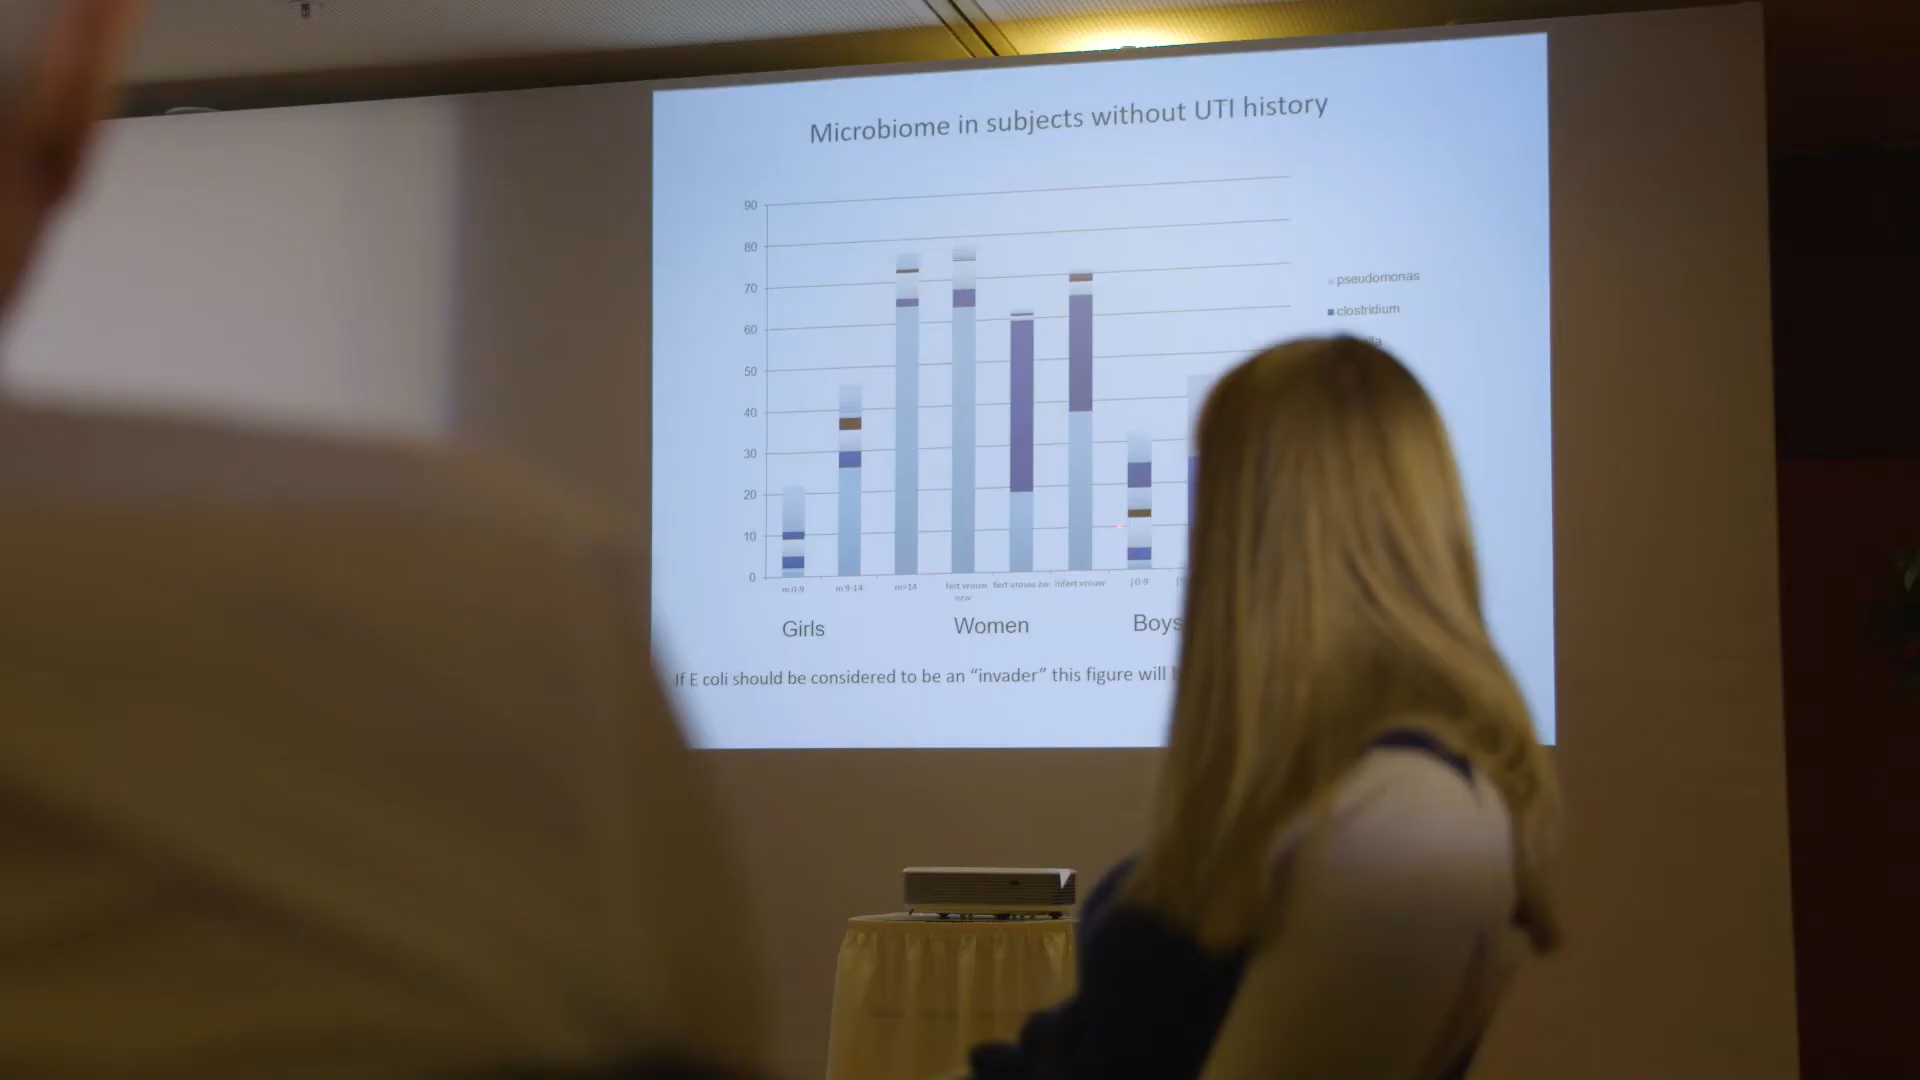 Microbiome in subjects without UTI history
90
80
70
60
50
40
30
20
10
0
pseudomonas
clostridium
m 0-9
m 9-14
m>14
fert vrouw
nzw
fert vrouw zw
infert vrouw
j 0-9
Girls
Women
Boys
If E coli should be considered to be an “invader” this figure will